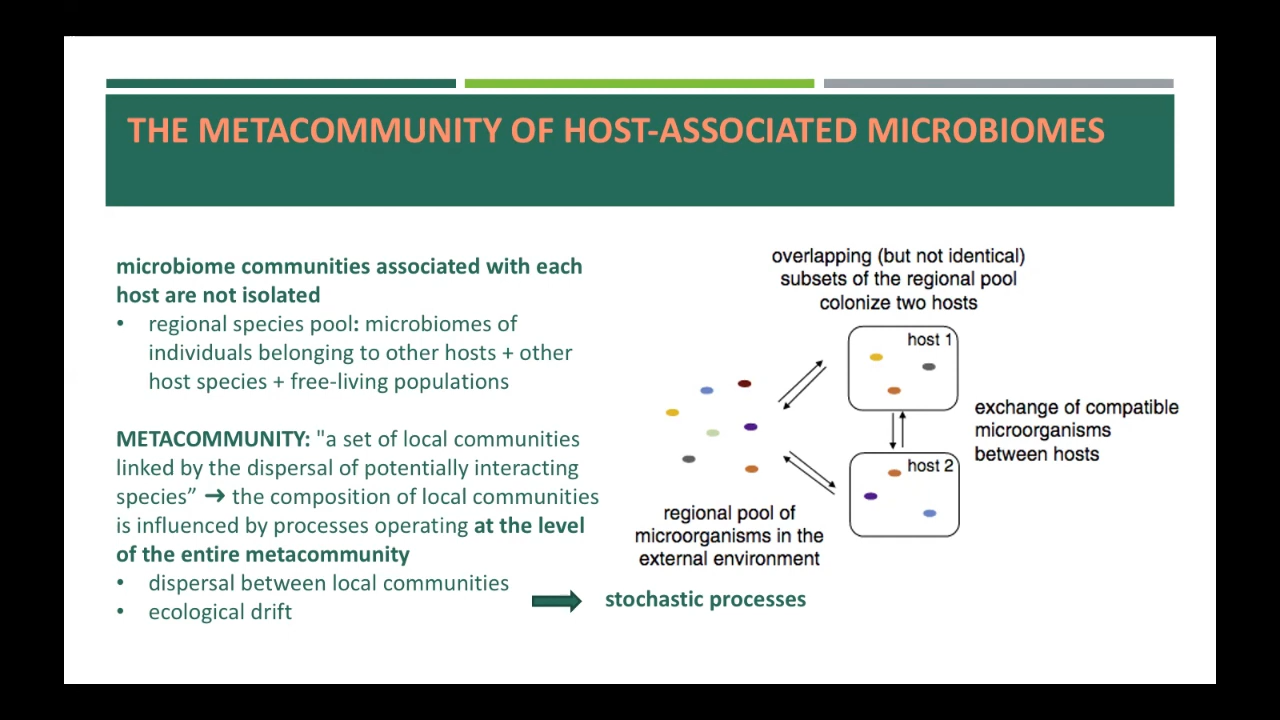 THE METACOMMUNITY OF HOST-ASSOCIATED MICROBIOMES
microbiome communities associated with each
host are not isolated
• regional species pool: microbiomes of
individuals belonging to other hosts + other
host species + free-living populations
METACOMMUNITY: "a set of local communities
linked by the dispersal of potentially interacting
species” ➔ the composition of local communities
is influenced by processes operating at the level
of the entire metacommunity
• dispersal between local communities
• ecological drift
stochastic processes
overlapping (but not identical)
subsets of the regional pool
colonize two hosts
host 1
exchange of compatible
microorganisms
between hosts
host 2
regional pool of
microorganisms in the
external environment